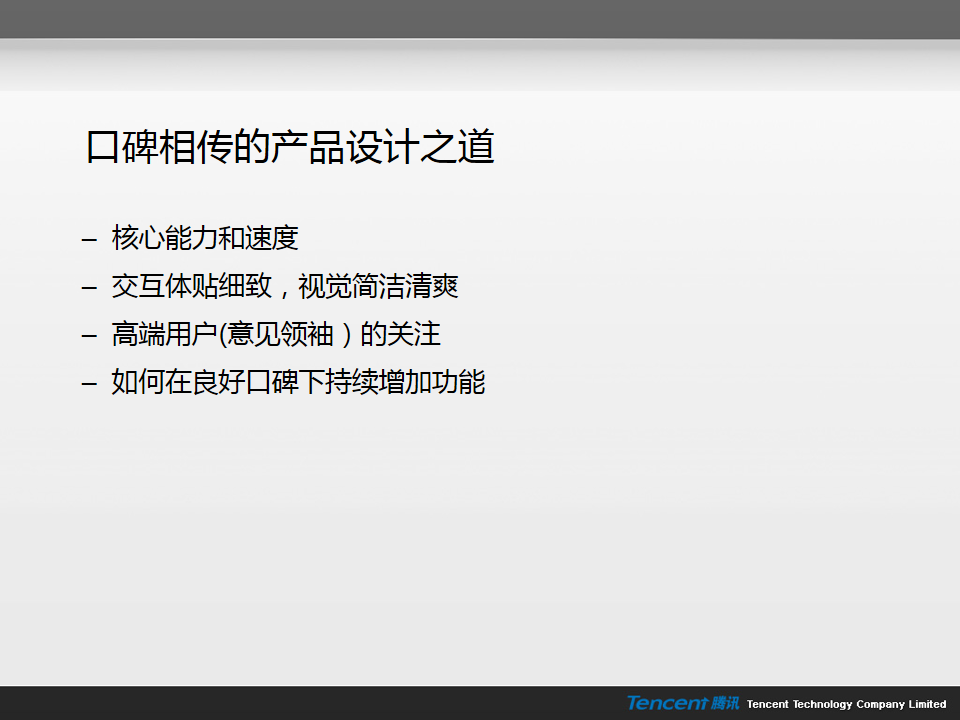 口碑相传的产品设计之道
– 核心能力和速度
– 交互体贴细致，视觉简洁清爽
– 高端用户(意见领袖）的关注
– 如何在良好口碑下持续增加功能
Tencent 腾讯 Tencent Technology Company Limited